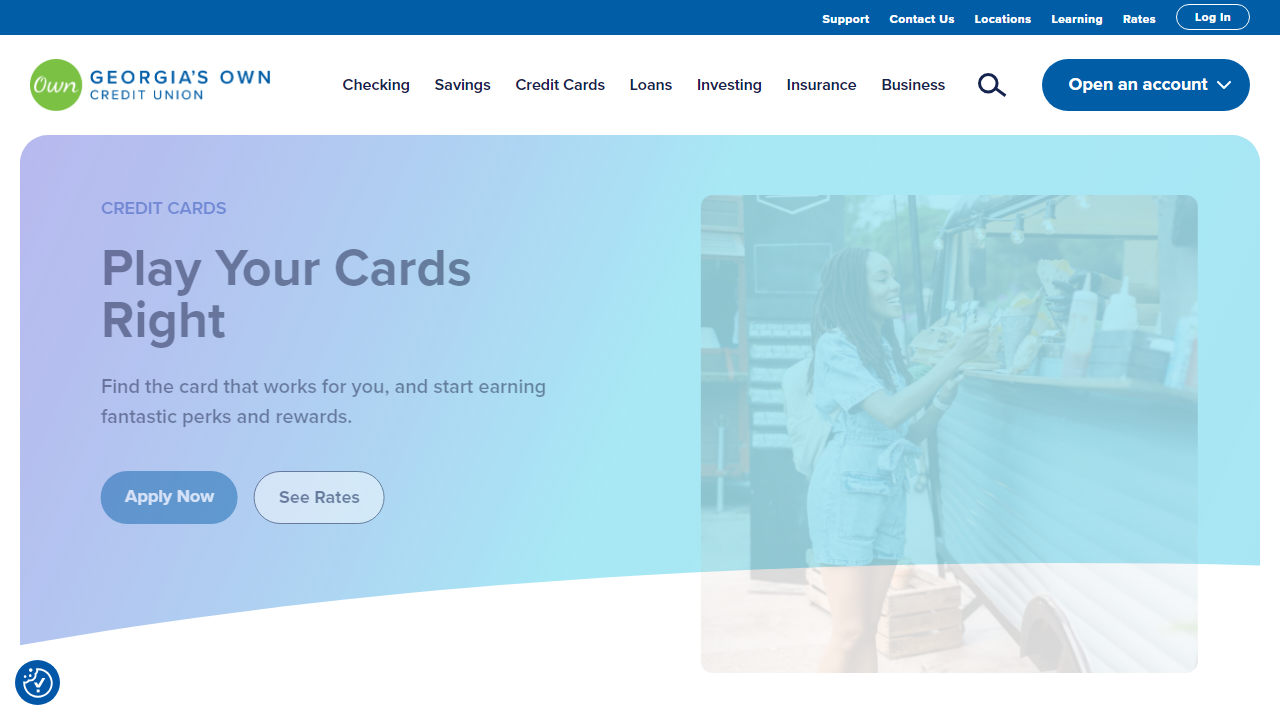 Support
Contact Us
Locations
Learning
Rates
Log In
Own
GEORGIA'S OWN
CREDIT UNION
Checking
Savings
Credit Cards
Loans
Investing
Insurance
Business
Open an account
CREDIT CARDS
Play Your Cards
Right
Find the card that works for you, and start earning
fantastic perks and rewards.
Apply Now
See Rates